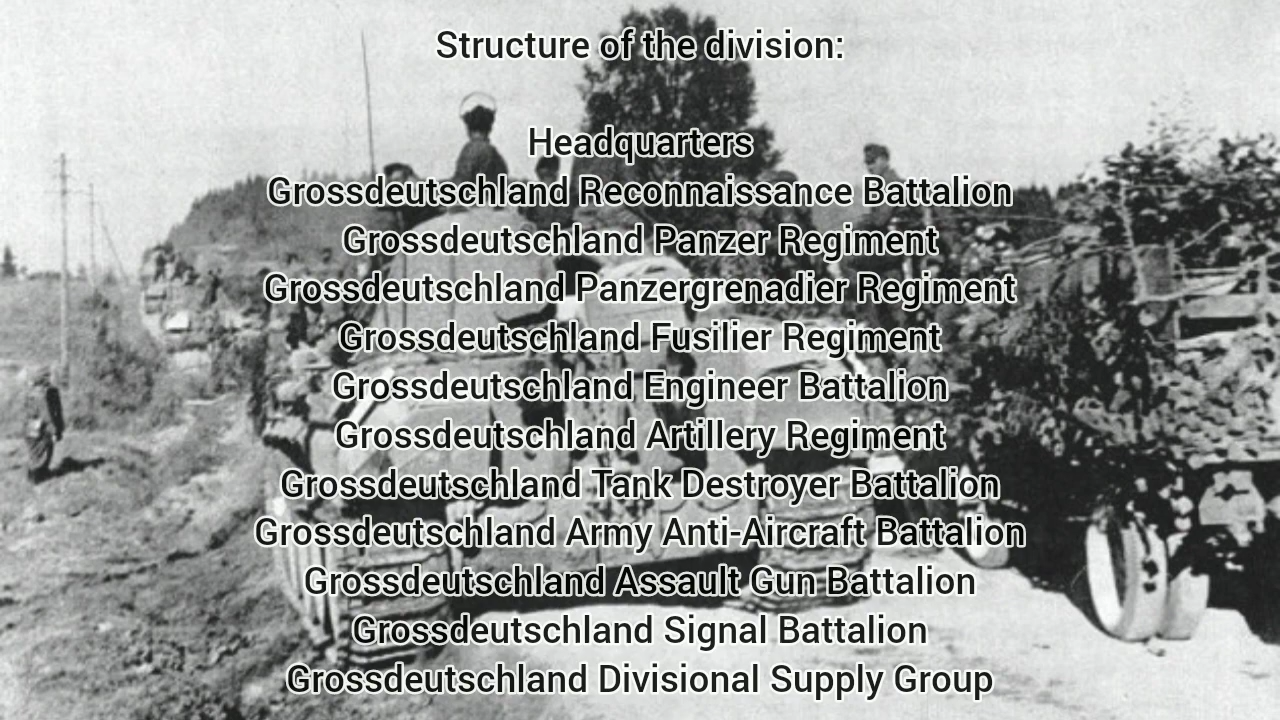 Structure of the division:
Headquarters
Grossdeutschland Reconnaissance Battalion
Grossdeutschland Panzer Regiment
Grossdeutschland Panzergrenadier Regiment
Grossdeutschland Fusilier Regiment
Grossdeutschland Engineer Battalion
Grossdeutschland Artillery Regiment
Grossdeutschland Tank Destroyer Battalion
Grossdeutschland Army Anti-Aircraft Battalion
Grossdeutschland Assault Gun Battalion
Grossdeutschland Signal Battalion
Grossdeutschland Divisional Supply Group